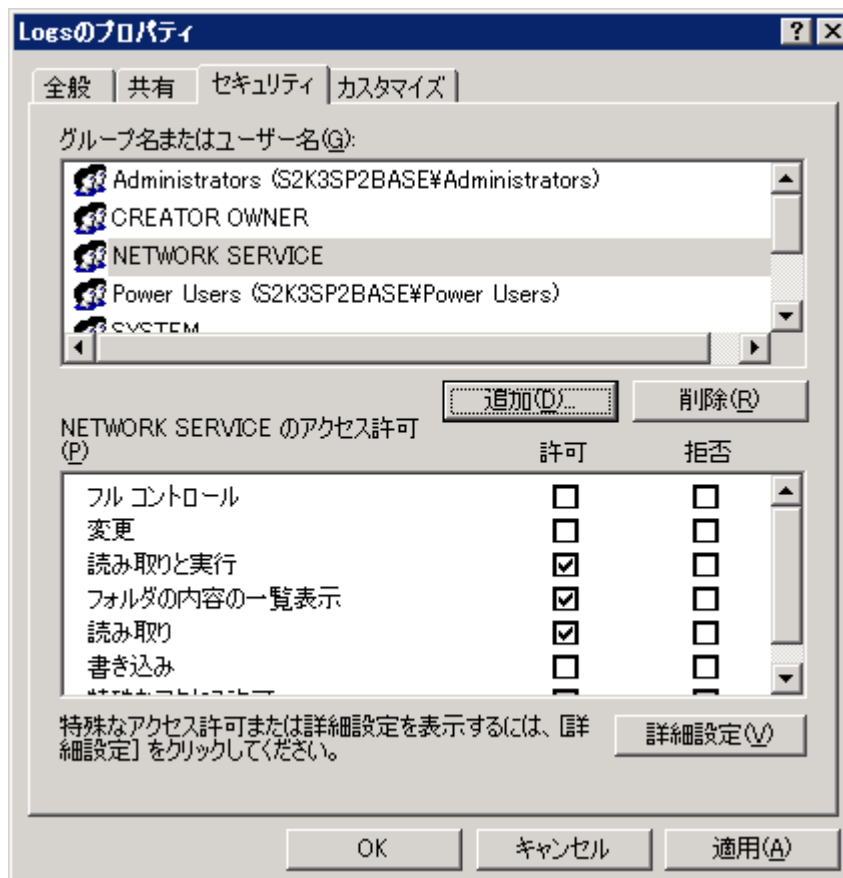 Logsのプロパティ
全般 共有 セキュリティ カスタマイズ
グループ名またはユーザー名(G):
Administrators (S2K3SP2BASE¥Administrators)
CREATOR OWNER
NETWORK SERVICE
Power Users (S2K3SP2BASE¥Power Users)
SYSTEM
追加(D)... 削除(R)
NETWORK SERVICE のアクセス許可
(P) 許可 拒否
フル コントロール
変更
読み取りと実行
フォルダの内容の一覧表示
読み取り
書き込み
特殊なアクセス許可または詳細設定を表示するには、[詳
細設定] をクリックしてください。
詳細設定(V)
OK キャンセル 適用(A)